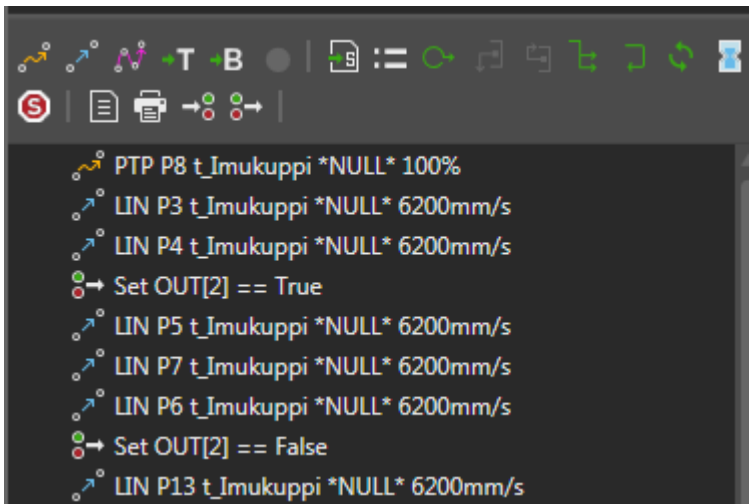 T
B
S
S
PTP P8 t_Imukuppi *NULL* 100%
LIN P3 t_Imukuppi *NULL* 6200mm/s
LIN P4 t_Imukuppi *NULL* 6200mm/s
Set OUT[2] == True
LIN P5 t_Imukuppi *NULL* 6200mm/s
LIN P7 t_Imukuppi *NULL* 6200mm/s
LIN P6 t_Imukuppi *NULL* 6200mm/s
Set OUT[2] == False
LIN P13 t_Imukuppi *NULL* 6200mm/s